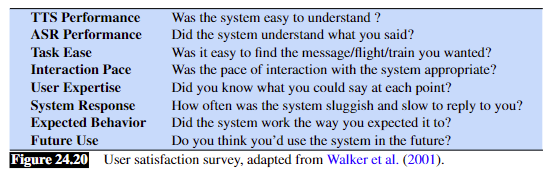 TTS Performance Was the system easy to understand ?
ASR Performance Did the system understand what you said?
Task Ease Was it easy to find the message/flight/train you wanted?
Interaction Pace Was the pace of interaction with the system appropriate?
User Expertise Did you know what you could say at each point?
System Response How often was the system sluggish and slow to reply to you?
Expected Behavior Did the system work the way you expected it to?
Future Use Do you think you'd use the system in the future?
Figure 24.20 User satisfaction survey, adapted from Walker et al. (2001).